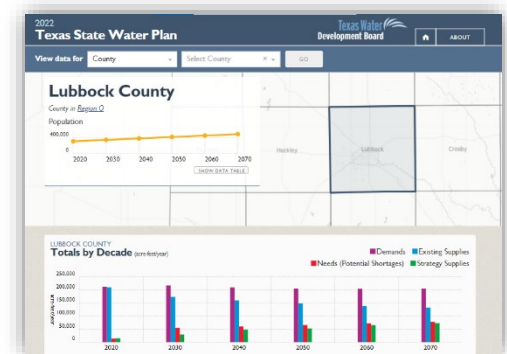 2022
Texas State Water Plan
Texas Water
Development Board
ABOUT
View data for County Select County GO
Lubbock County
County in Region O
Population
400,000
0
2020 2030 2040 2050 2060 2070
SHOW DATA TABLE
Hockley Lubbock Crosby
LUBBOCK COUNTY
Totals by Decade (acre-feet/year)
Demands Existing Supplies
Needs (Potential Shortages) Strategy Supplies
250,000
200,000
150,000
100,000
50,000
0
2020 2030 2040 2050 2060 2070